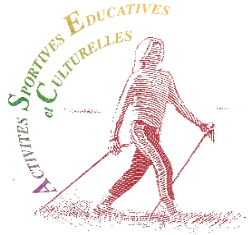 ACTIVITES SPORTIVES EDUCATIVES
et CULTURELLES